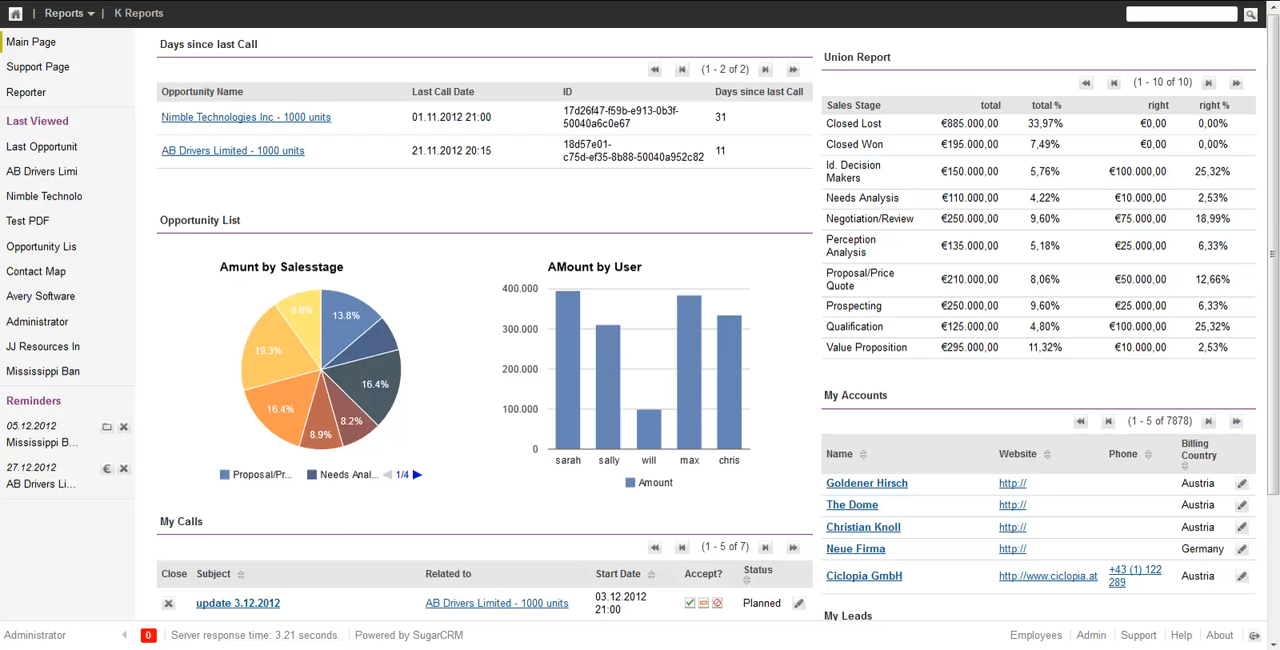 Reports
K Reports
Main Page
Support Page
Reporter
Last Viewed
Last Opportunit
AB Drivers Limi
Nimble Technolo
Test PDF
Opportunity Lis
Contact Map
Avery Software
Administrator
JJ Resources In
Mississippi Ban
Reminders
05.12.2012
Mississippi B...
27.12.2012
AB Drivers Li...
Days since last Call
(1 - 2 of 2)
Opportunity Name Last Call Date ID Days since last Call
Nimble Technologies Inc - 1000 units 01.11.2012 21:00 17d26f47-f59b-e913-0b3f-
50040a6c0e67 31
AB Drivers Limited - 1000 units 21.11.2012 20:15 18d57e01-
c75d-ef35-8b88-50040a952c82 11
Opportunity List
Amunt by Salesstage
13.8%
16.4%
8.2%
8.9%
16.4%
19.3%
9.8%
Proposal/Pr... Needs Anal... 1/4
AMount by User
400.000
300.000
200.000
100.000
0
sarah sally will max chris
Amount
My Calls
(1 - 5 of 7)
Close Subject Related to Start Date Accept? Status
update 3.12.2012 AB Drivers Limited - 1000 units 03.12.2012
21:00 Planned
Union Report
(1 - 10 of 10)
Sales Stage total total % right right %
Closed Lost €885.000,00 33,97% €0,00 0,00%
Closed Won €195.000,00 7,49% €0,00 0,00%
Id. Decision
Makers €150.000,00 5,76% €100.000,00 25,32%
Needs Analysis €110.000,00 4,22% €10.000,00 2,53%
Negotiation/Review €250.000,00 9,60% €75.000,00 18,99%
Perception
Analysis €135.000,00 5,18% €25.000,00 6,33%
Proposal/Price
Quote €210.000,00 8,06% €50.000,00 12,66%
Prospecting €250.000,00 9,60% €25.000,00 6,33%
Qualification €125.000,00 4,80% €100.000,00 25,32%
Value Proposition €295.000,00 11,32% €10.000,00 2,53%
My Accounts
(1 - 5 of 7878)
Name Website Phone Billing
Country
Goldener Hirsch http:// Austria
The Dome http:// Austria
Christian Knoll http:// Austria
Neue Firma http:// Germany
Ciclopia GmbH http://www.ciclopia.at +43 (1) 122
289 Austria
My Leads
Administrator
0
Server response time: 3.21 seconds.
Powered by SugarCRM
Employees Admin Support Help About